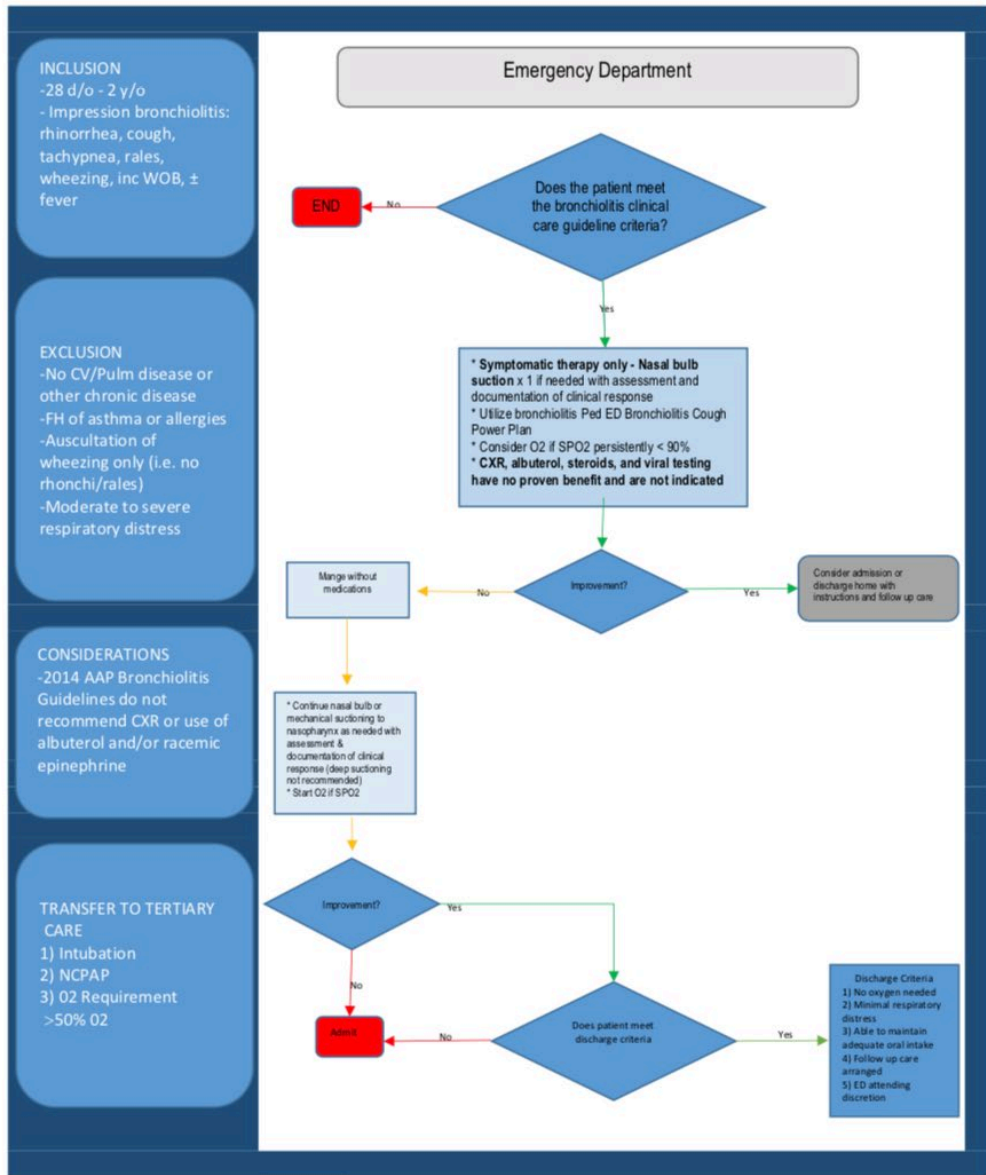 INCLUSION
-28 d/o - 2 y/o
- Impression bronchiolitis:
rhinorrhea, cough,
tachypnea, rales,
wheezing, inc WOB, ±
fever
EXCLUSION
-No CV/Pulm disease or
other chronic disease
-FH of asthma or allergies
-Auscultation of
wheezing only (i.e. no
rhonchi/rales)
-Moderate to severe
respiratory distress
CONSIDERATIONS
-2014 AAP Bronchiolitis
Guidelines do not
recommend CXR or use of
albuterol and/or racemic
epinephrine
TRANSFER TO TERTIARY
CARE
1) Intubation
2) NCPAP
3) 02 Requirement
>50% 02
Emergency Department
Does the patient meet
the bronchiolitis clinical
care guideline criteria?
No
END
Yes
* Symptomatic therapy only - Nasal bulb
suction x 1 if needed with assessment and
documentation of clinical response
* Utilize bronchiolitis Ped ED Bronchiolitis Cough
Power Plan
* Consider O2 if SPO2 persistently < 90%
* CXR, albuterol, steroids, and viral testing
have no proven benefit and are not indicated
Improvement?
Yes
Consider admission or
discharge home with
instructions and follow up care
No
Mange without
medications
* Continue nasal bulb or
mechanical suctioning to
nasopharynx as needed with
assessment &
documentation of clinical
response (deep suctioning
not recommended)
* Start O2 if SPO2
Improvement?
Yes
No
Admit
Does patient meet
discharge criteria
No
Yes
Discharge Criteria
1) No oxygen needed
2) Minimal respiratory
distress
3) Able to maintain
adequate oral intake
4) Follow up care
arranged
5) ED attending
discretion